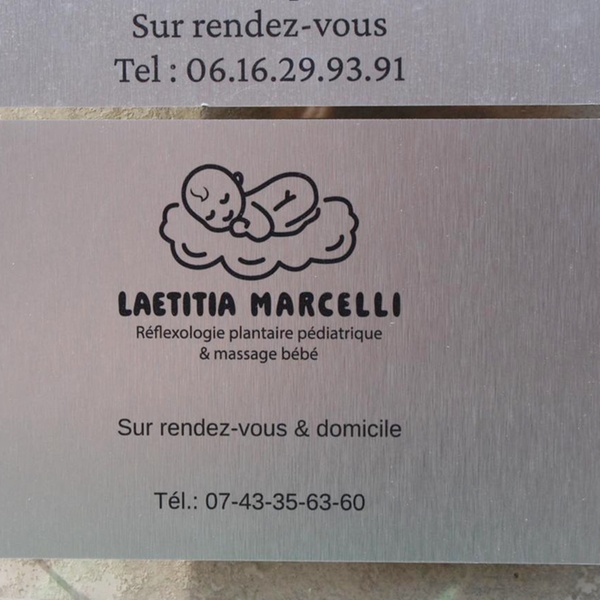 Sur rendez-vous
Tel : 06.16.29.93.91
LAETITIA MARCELLI
Réflexologie plantaire pédiatrique
& massage bébé
Sur rendez-vous & domicile
Tél.: 07-43-35-63-60